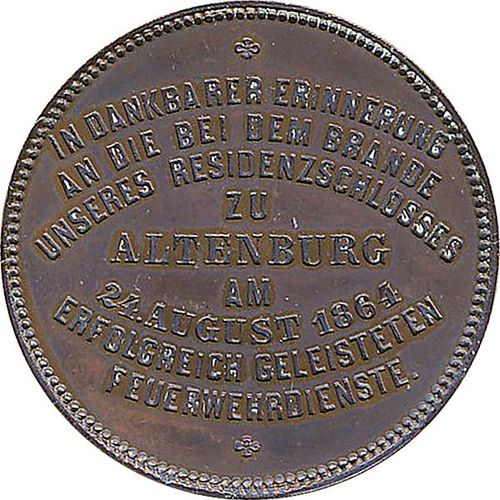 IN DANKBARER ERINNERUNG
AN DIE BEI DEM BRANDE
UNSERES RESIDENZSCHLOSSES
ZU
ALTENBURG
AM
24. AUGUST 1864
ERFOLGREICH GELEISTETEN
FEUERWEHRDIENSTE.